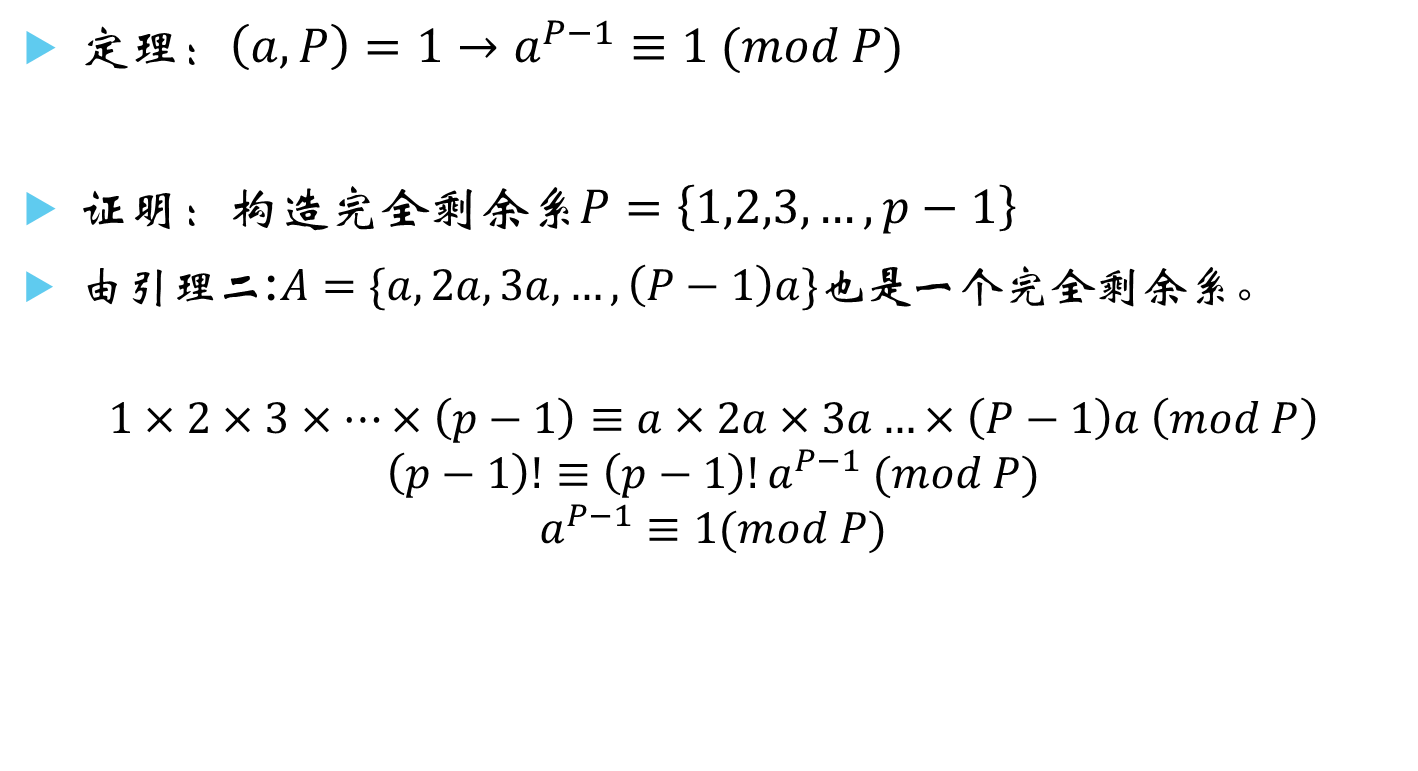 定理：(a, P) = 1 → a^{P−1} ≡ 1 (mod P)
证明：构造完全剩余系P = {1,2,3, … , p − 1}
由引理二:A = {a, 2a, 3a, … , (P − 1)a}也是一个完全剩余系。
1 × 2 × 3 × ⋯ × (p − 1) ≡ a × 2a × 3a … × (P − 1)a (mod P)
(p − 1)! ≡ (p − 1)! a^{P−1} (mod P)
a^{P−1} ≡ 1(mod P)